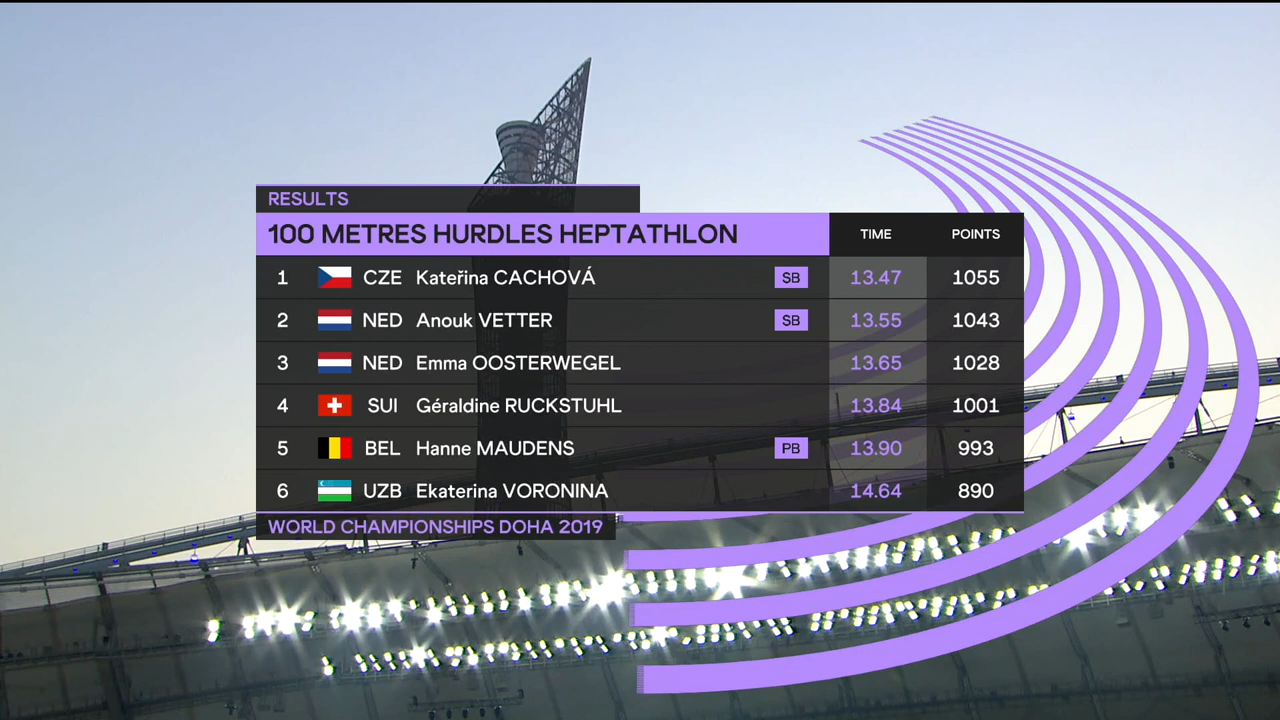 RESULTS
100 METRES HURDLES HEPTATHLON TIME POINTS
1 CZE Kateřina CACHOVÁ SB 13.47 1055
2 NED Anouk VETTER SB 13.55 1043
3 NED Emma OOSTERWEGEL 13.65 1028
4 SUI Géraldine RUCKSTUHL 13.84 1001
5 BEL Hanne MAUDENS PB 13.90 993
6 UZB Ekaterina VORONINA 14.64 890
WORLD CHAMPIONSHIPS DOHA 2019